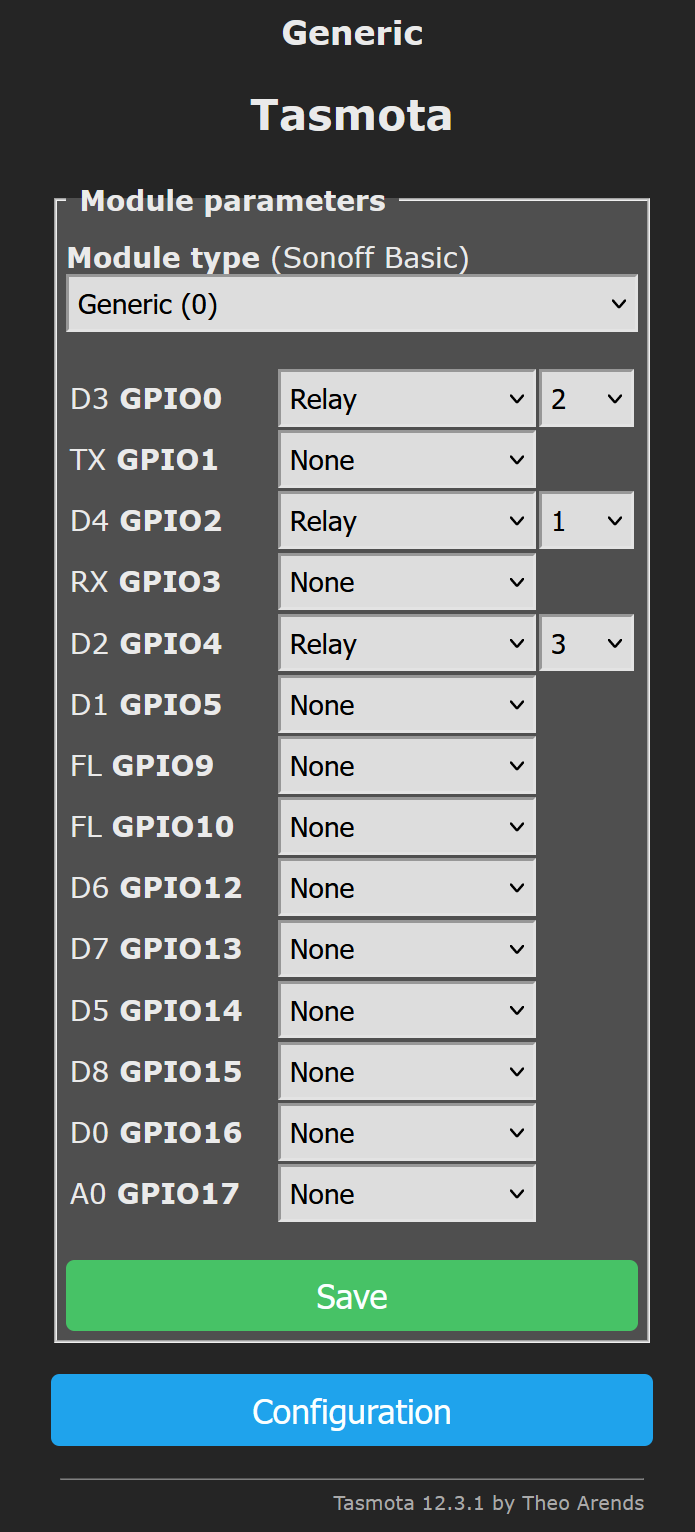 Generic
Tasmota
Module parameters
Module type (Sonoff Basic)
Generic (0)
D3 GPIO0 Relay 2
TX GPIO1 None
D4 GPIO2 Relay 1
RX GPIO3 None
D2 GPIO4 Relay 3
D1 GPIO5 None
FL GPIO9 None
FL GPIO10 None
D6 GPIO12 None
D7 GPIO13 None
D5 GPIO14 None
D8 GPIO15 None
D0 GPIO16 None
A0 GPIO17 None
Save
Configuration
Tasmota 12.3.1 by Theo Arends